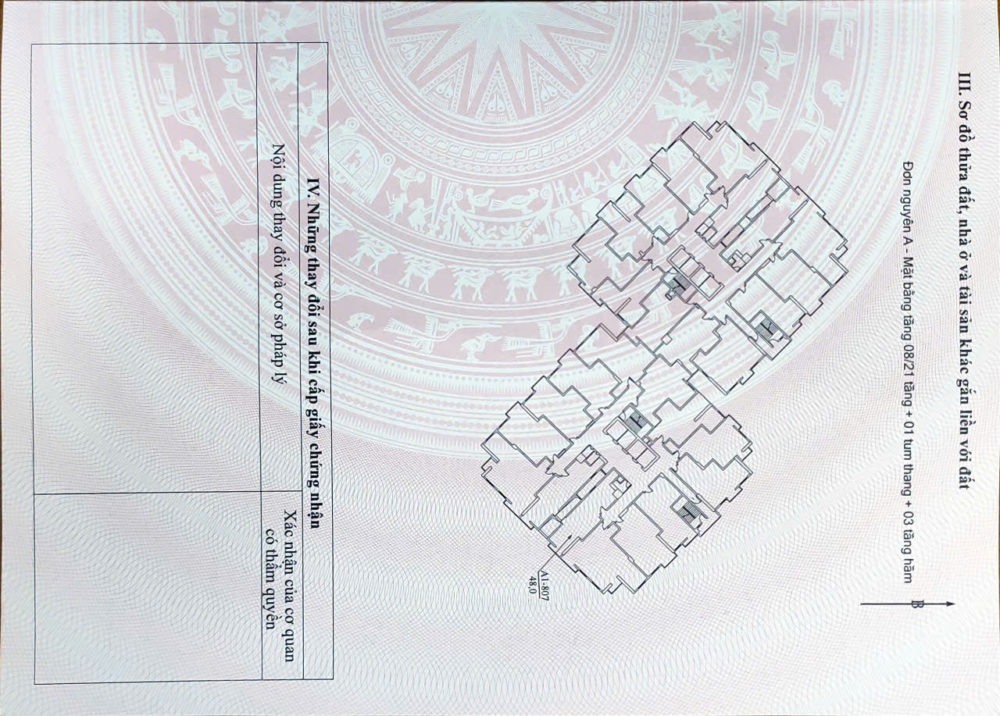 III. Sơ đồ thửa đất, nhà ở và tài sản khác gắn liền với đất
Đơn nguyên A - Mặt bằng tầng 08/21 tầng + 01 tum thang + 03 tầng hầm
B
A1-807
48,0
IV. Những thay đổi sau khi cấp giấy chứng nhận
Nội dung thay đổi và cơ sở pháp lý
Xác nhận của cơ quan
có thẩm quyền